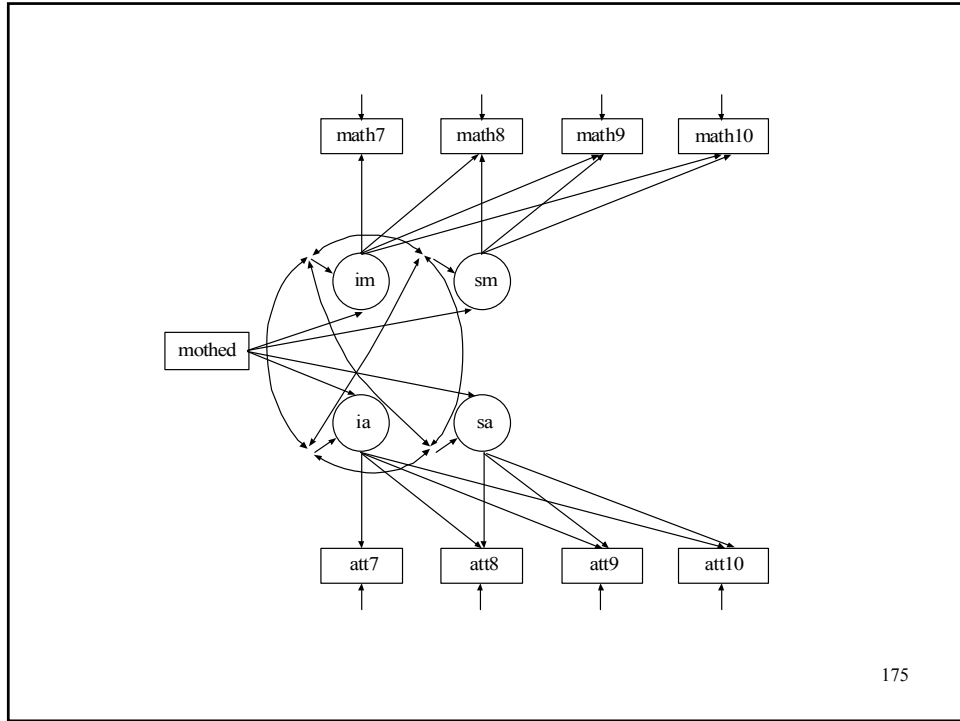 math7 math8 math9 math10
im sm
mothed
ia sa
att7 att8 att9 att10
175